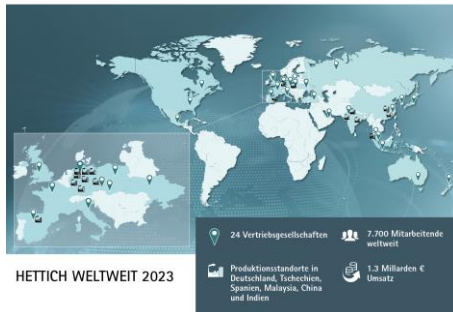 24 Vertriebsgesellschaften
7.700 Mitarbeitende
weltweit
Produktionsstandorte in
Deutschland, Tschechien,
Spanien, Malaysia, China
und Indien
1.3 Millarden €
Umsatz
HETTICH WELTWEIT 2023